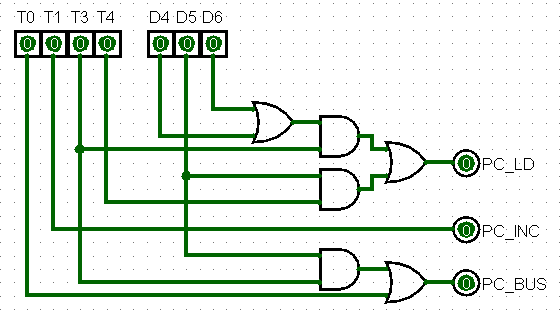 T0 T1 T3 T4 D4 D5 D6
0 0 0 0 0 0 0
0 PC_LD
0 PC_INC
0 PC_BUS